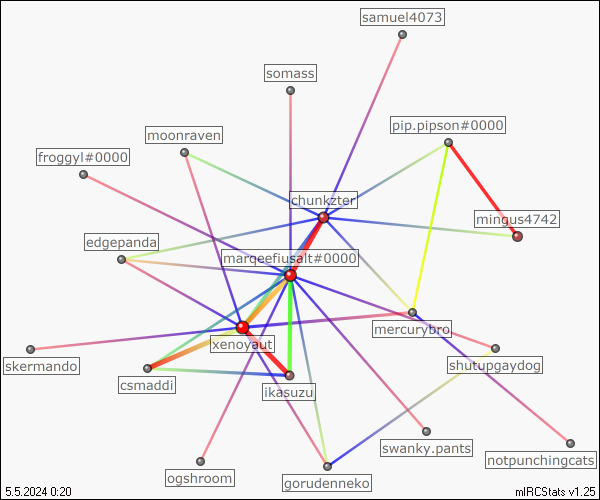 samuel4073
somass
pip.pipson#0000
moonraven
froggyl#0000
chunkzter
mingus4742
edgepanda
marqeefiusalt#0000
mercurybro
xenoyaut
skermando
shutupgaydog
csmaddi
ikasuzu
swanky.pants
notpunchingcats
ogshroom
gorudenneko
5.5.2024 0:20
mIRCStats v1.25